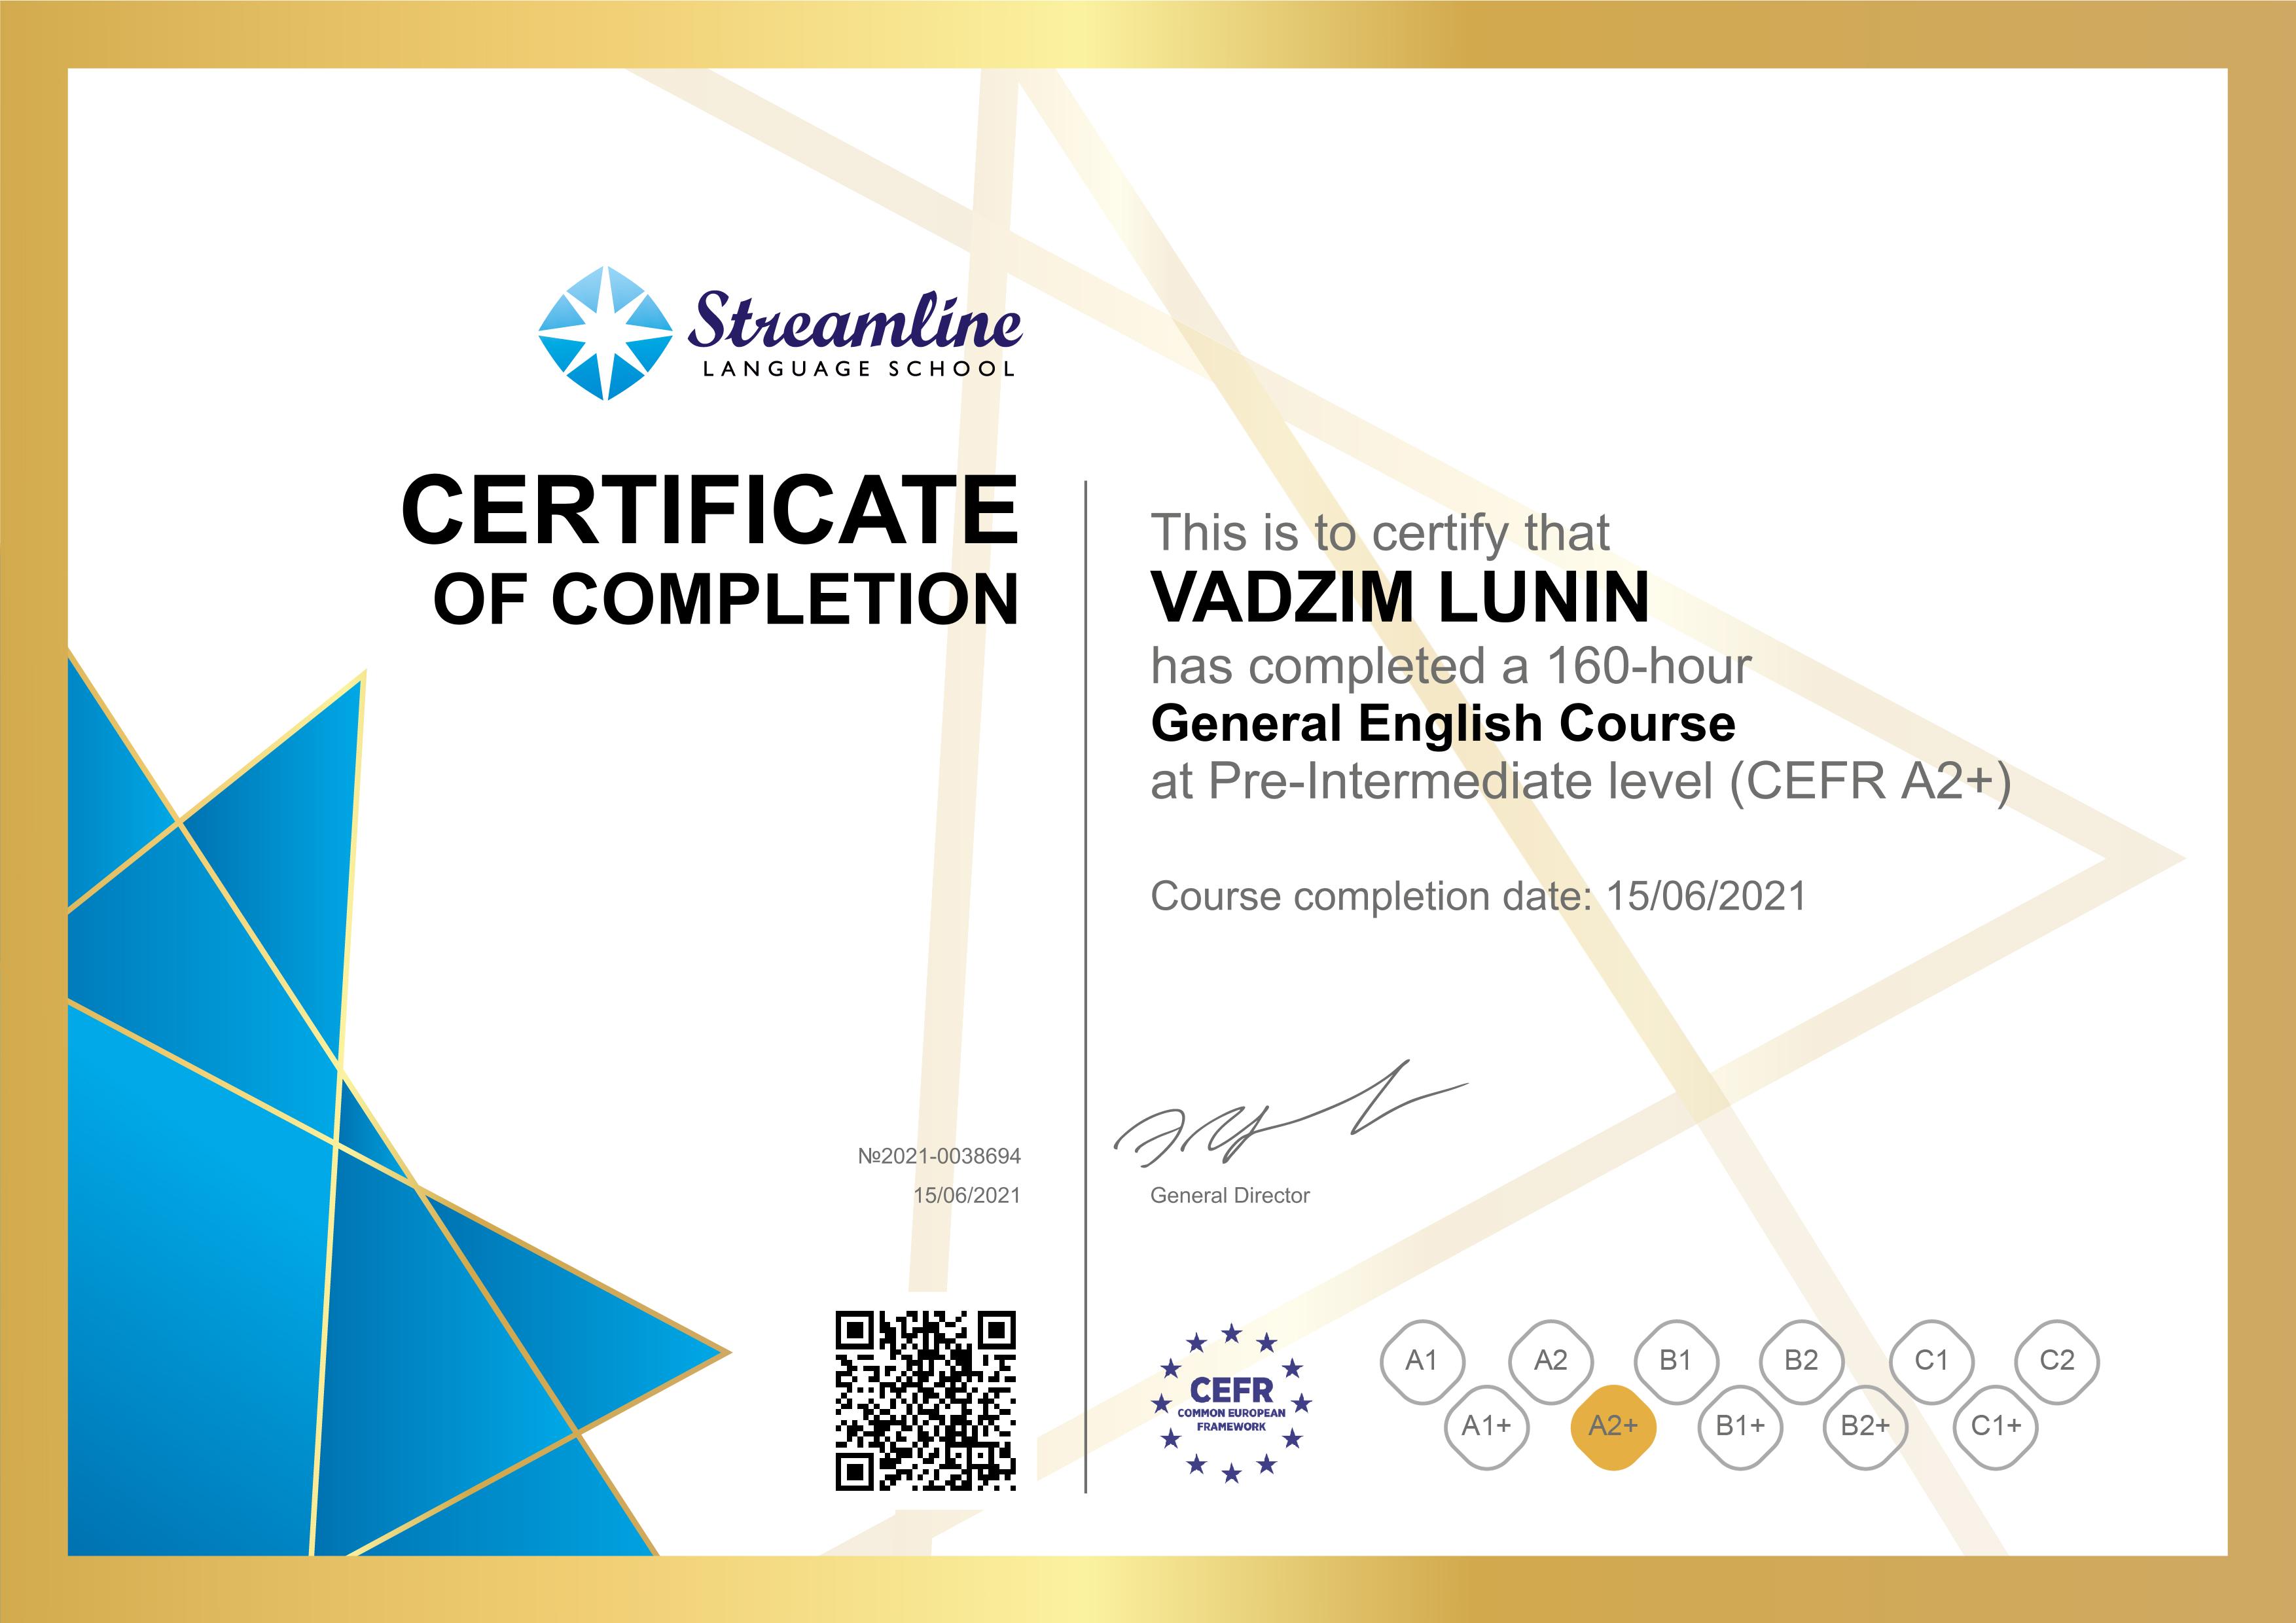 Streamline
LANGUAGE SCHOOL
CERTIFICATE
OF COMPLETION
This is to certify that
VADZIM LUNIN
has completed a 160-hour
General English Course
at Pre-Intermediate level (CEFR A2+)
Course completion date: 15/06/2021
№2021-0038694
15/06/2021
General Director
CEFR
COMMON EUROPEAN
FRAMEWORK
A1 A2 B1 B2 C1 C2
A1+ A2+ B1+ B2+ C1+